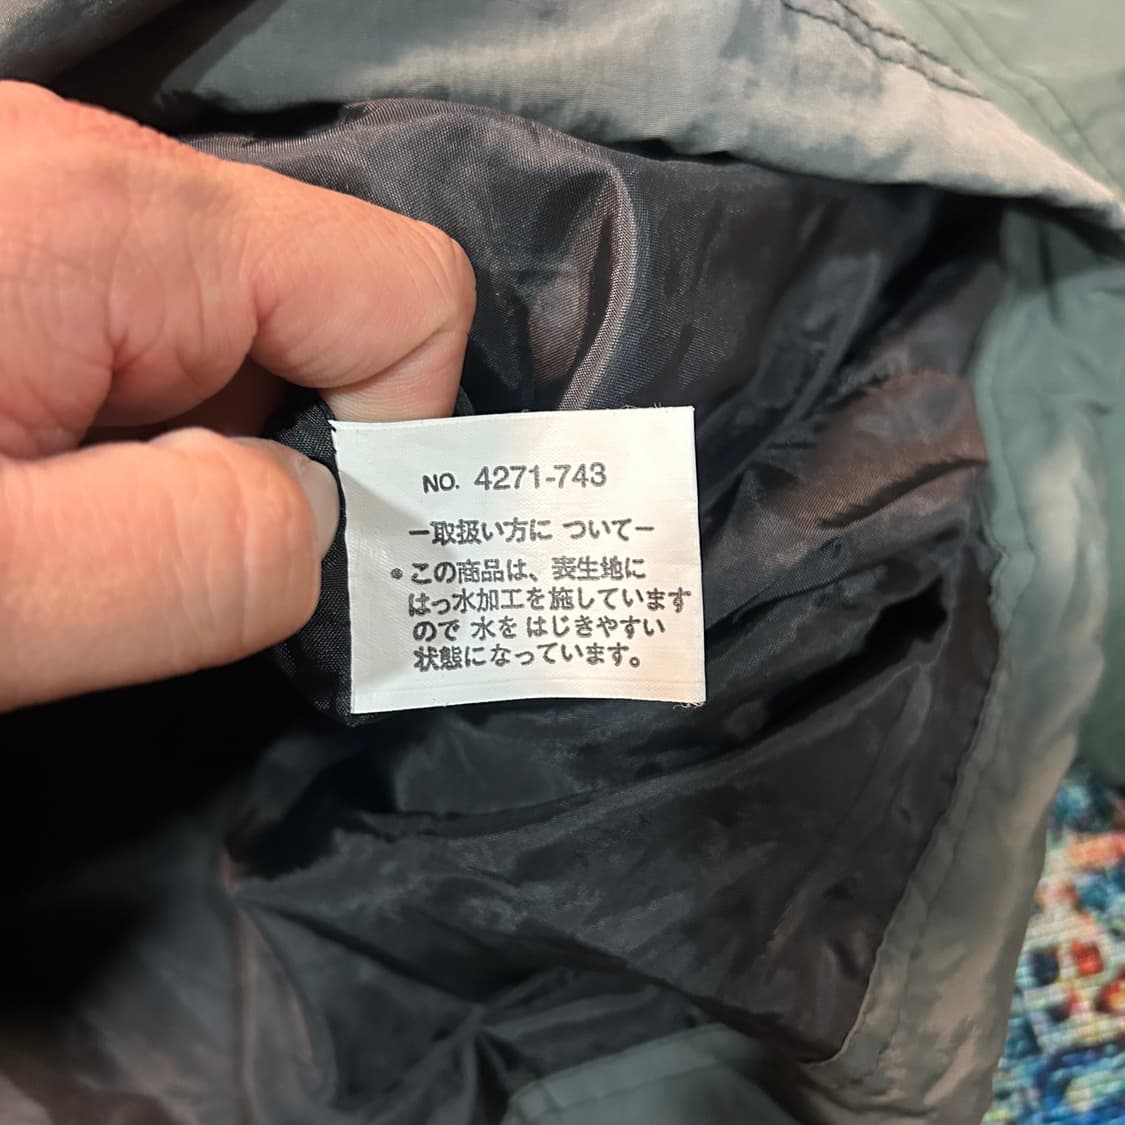 NO. 4271-743
ー取扱い方に ついてー
●この商品は、表生地に
はっ水加工を施しています
ので 水を はじきやすい
状態になっています。